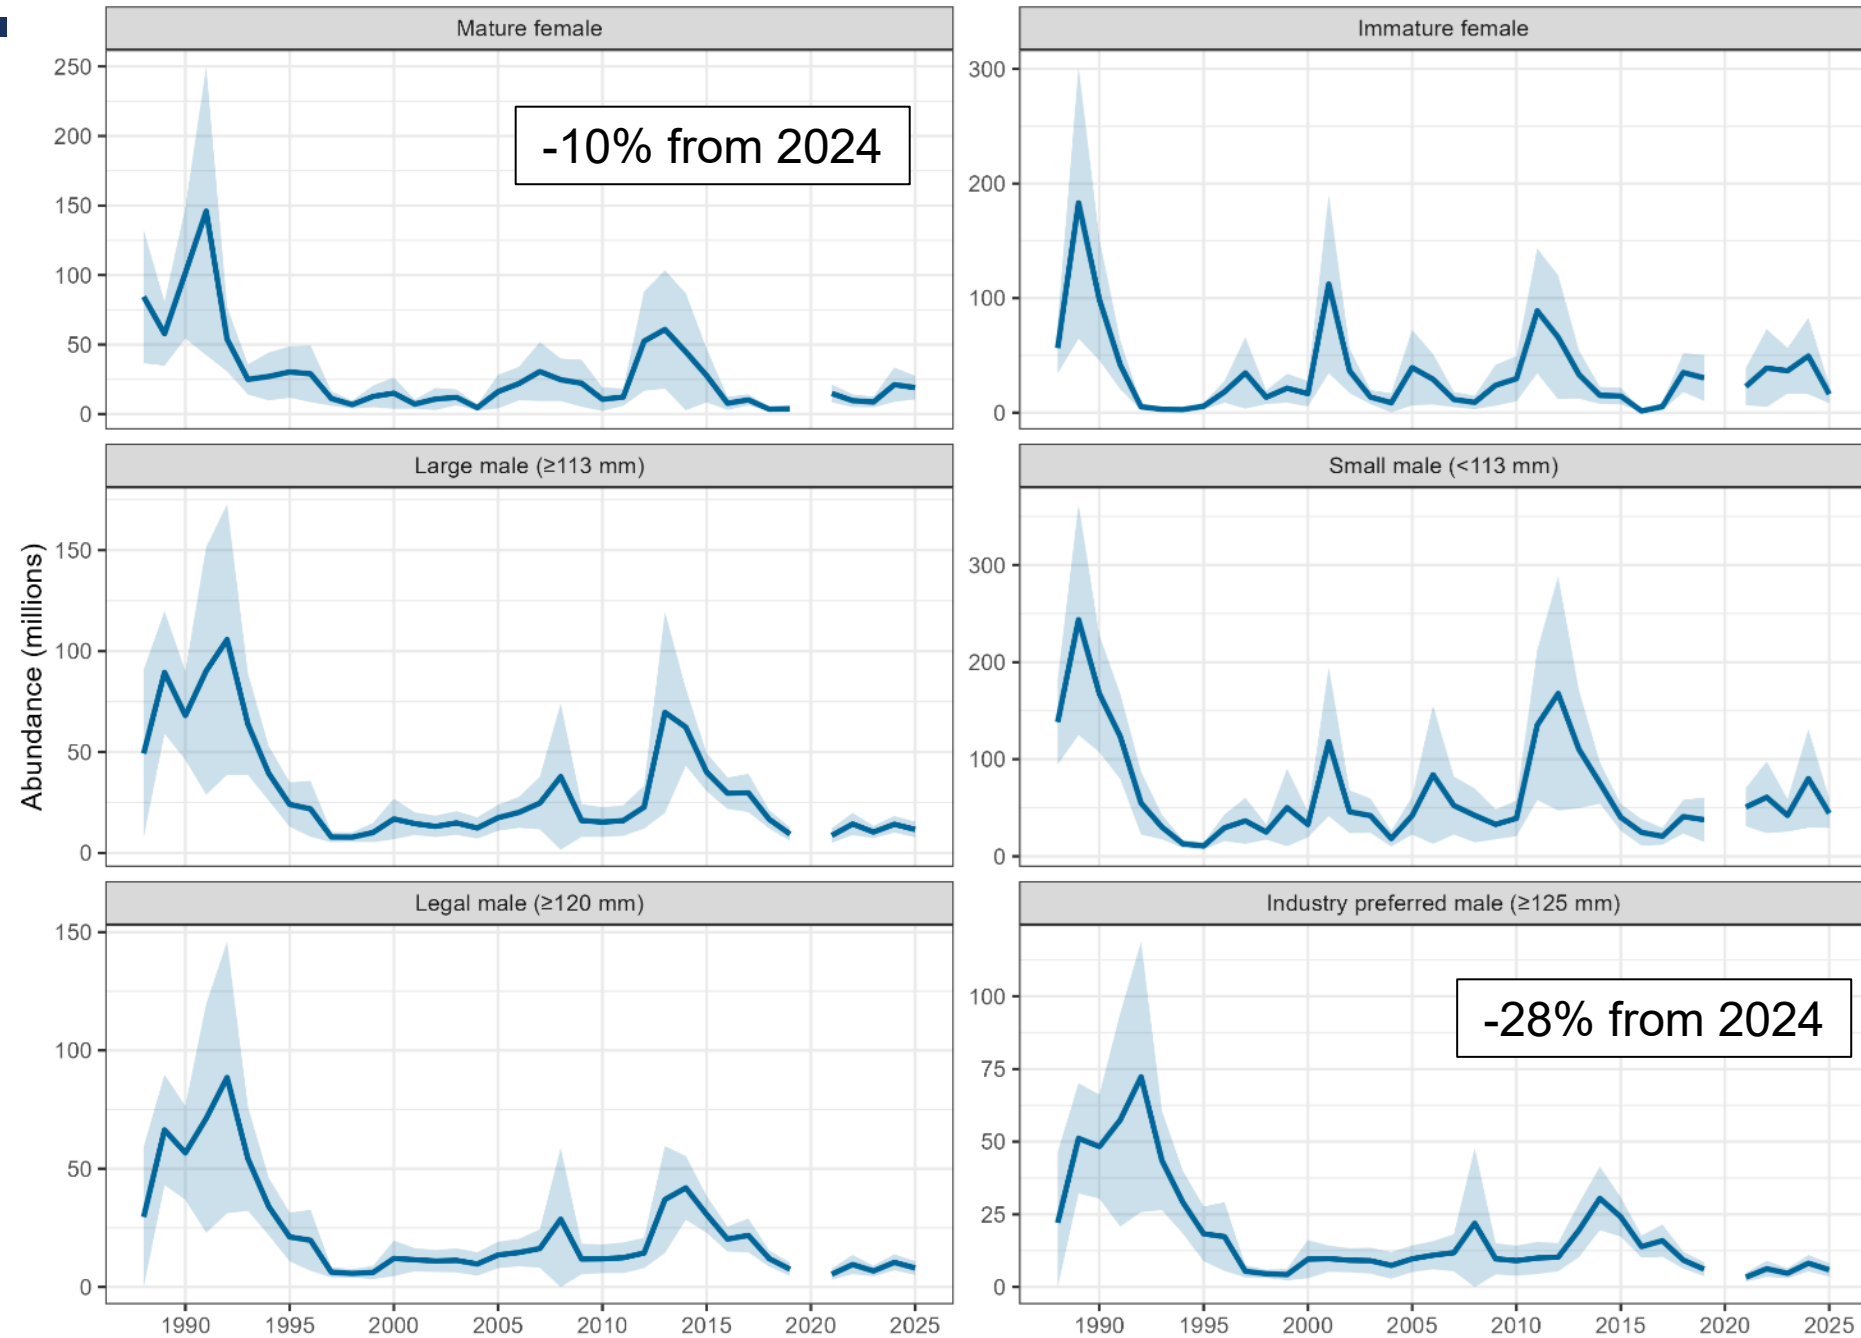 Mature female
Immature female
250
200
150
100
50
0
-10% from 2024
300
200
100
0
Large male (≥113 mm)
Small male (<113 mm)
Abundance (millions)
150
100
50
0
300
200
100
0
Legal male (≥120 mm)
Industry preferred male (≥125 mm)
150
100
50
0
100
75
50
25
0
-28% from 2024
1990 1995 2000 2005 2010 2015 2020 2025
1990 1995 2000 2005 2010 2015 2020 2025